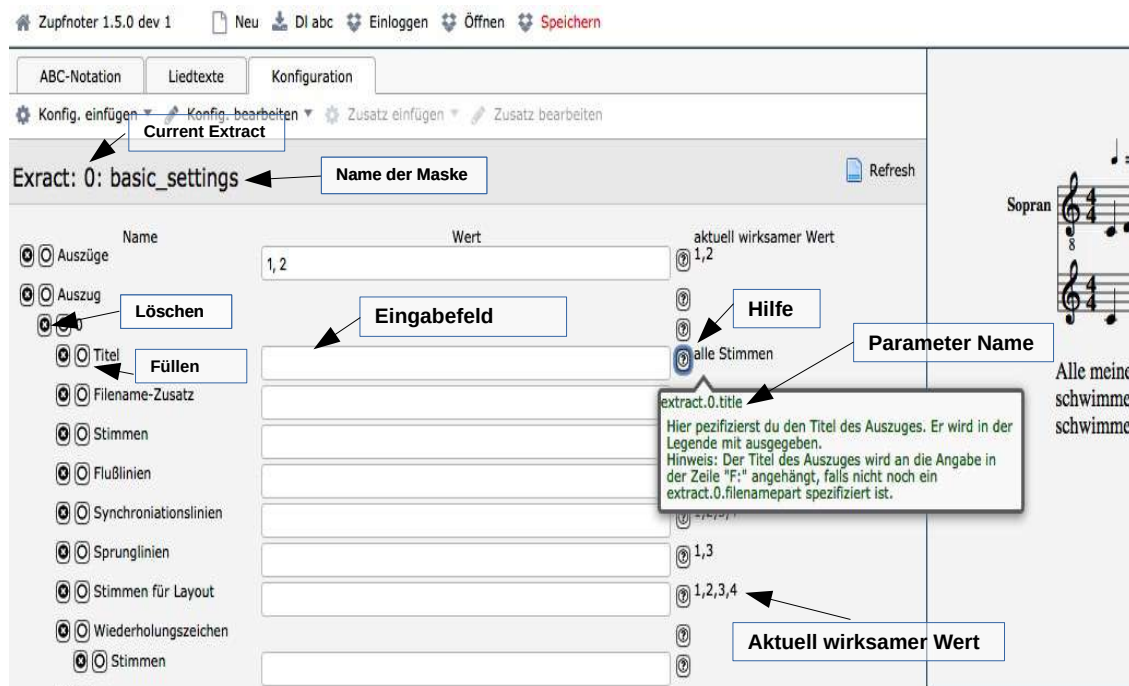 Zupfnoter 1.5.0 dev 1 Neu Dl abc Einloggen Öffnen Speichern
ABC-Notation Liedtexte Konfiguration
Konfig. einfügen Konfig. bearbeiten Zusatz einfügen Zusatz bearbeiten
Current Extract
Exract: 0: basic_settings Name der Maske Refresh
Sopran
Name Wert aktuell wirksamer Wert
8
Auszüge 1, 2 1,2
Auszug
Löschen Eingabefeld Hilfe
0
Parameter Name
Titel alle Stimmen
Füllen
Alle meine
Filename-Zusatz extract.0.title
schwimme
Hier pezifizierst du den Titel des Auszuges. Er wird in der
schwimme
Stimmen Legende mit ausgegeben.
Hinweis: Der Titel des Auszuges wird an die Angabe in
Flußlinien der Zeile "F:" angehängt, falls nicht noch ein
extract.0.filenamepart spezifiziert ist.
Synchroniationslinien 1,2,3,4
Sprunglinien 1,3
Stimmen für Layout 1,2,3,4
Wiederholungszeichen
Aktuell wirksamer Wert
Stimmen